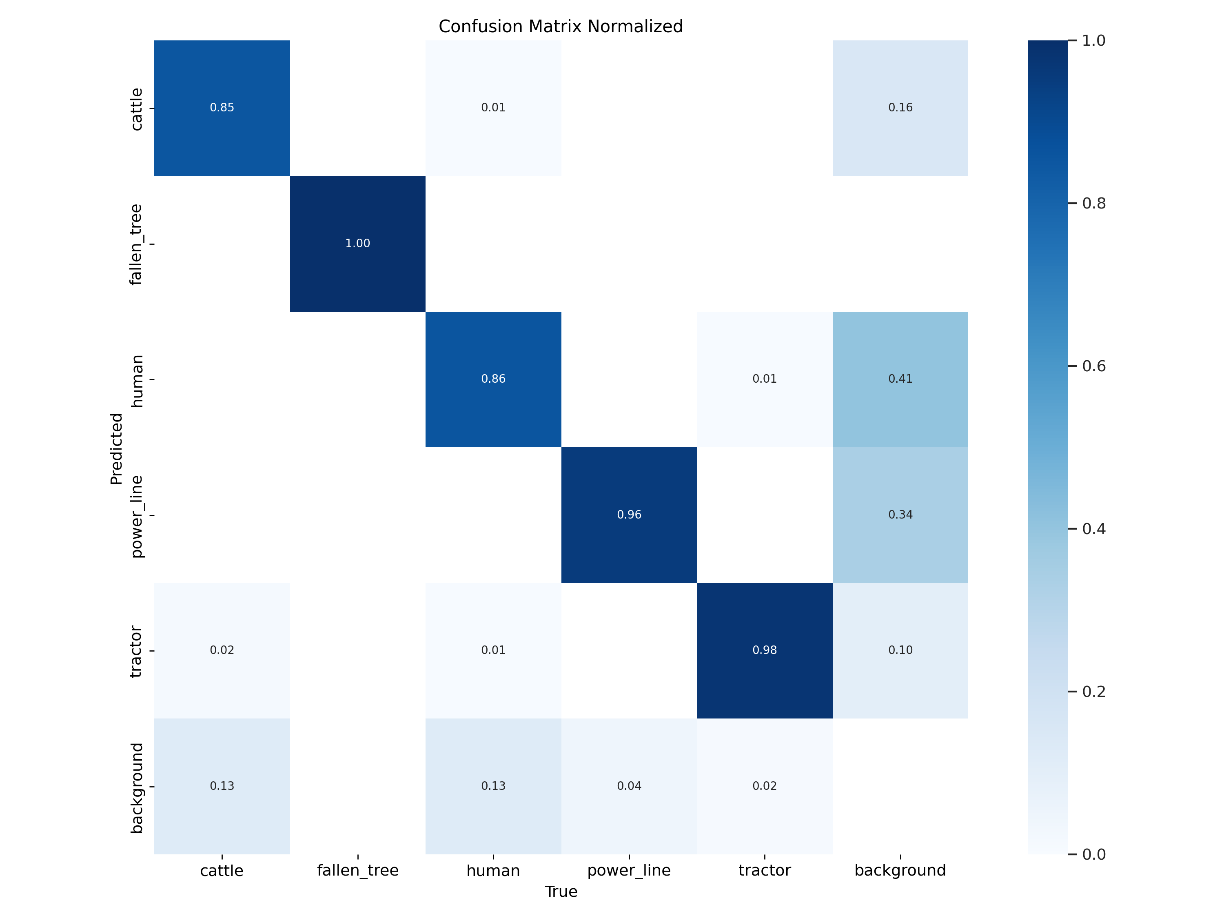 Confusion Matrix Normalized
cattle
0.85
0.01
0.16
fallen_tree
1.00
human
0.86
0.01
0.41
power_line
0.96
0.34
tractor
0.02
0.01
0.98
0.10
background
0.13
0.13
0.04
0.02
Predicted
cattle
fallen_tree
human
power_line
tractor
background
True
1.0
0.8
0.6
0.4
0.2
0.0